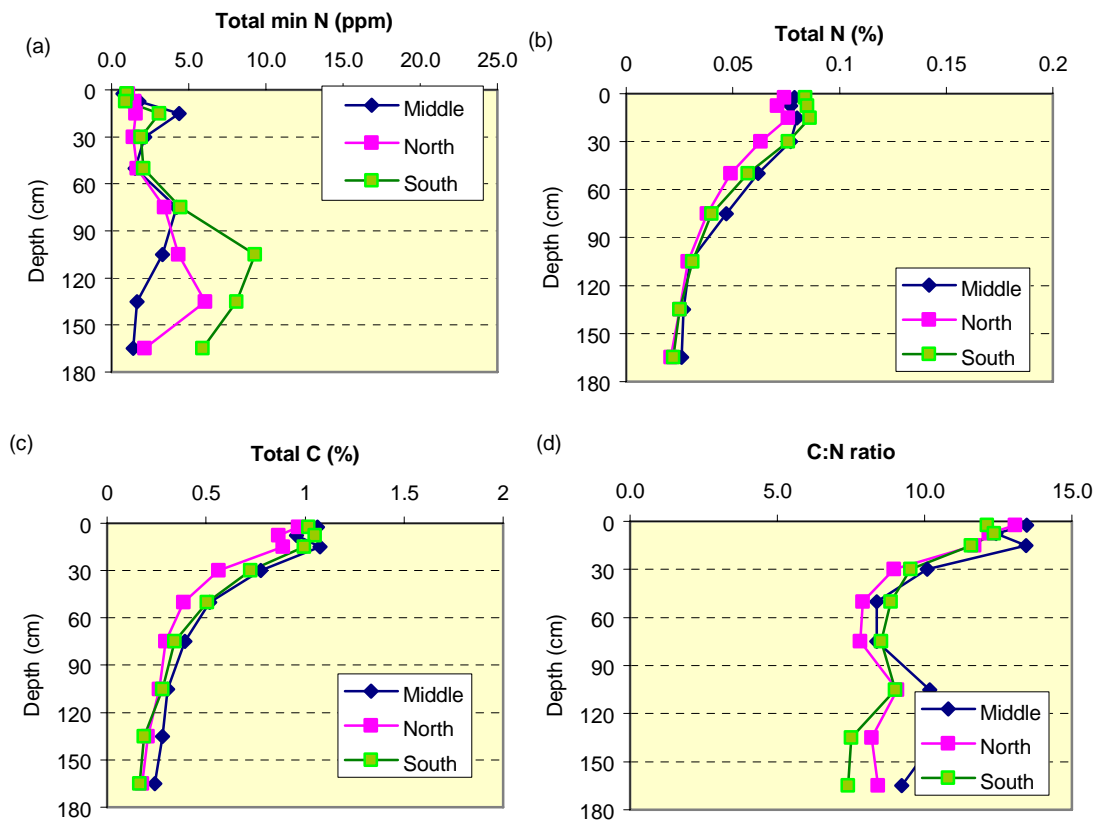 Total min N (ppm)
(a)
0.0 5.0 10.0 15.0 20.0 25.0
0
30
60
90
120
150
180
Depth (cm)
Middle
North
South
Total N (%)
(b)
0 0.05 0.1 0.15 0.2
0
30
60
90
120
150
180
Depth (cm)
Middle
North
South
(c)
Total C (%)
0 0.5 1 1.5 2
0
30
60
90
120
150
180
Depth (cm)
Middle
North
South
(d)
C:N ratio
0.0 5.0 10.0 15.0
0
30
60
90
120
150
180
Depth (cm)
Middle
North
South